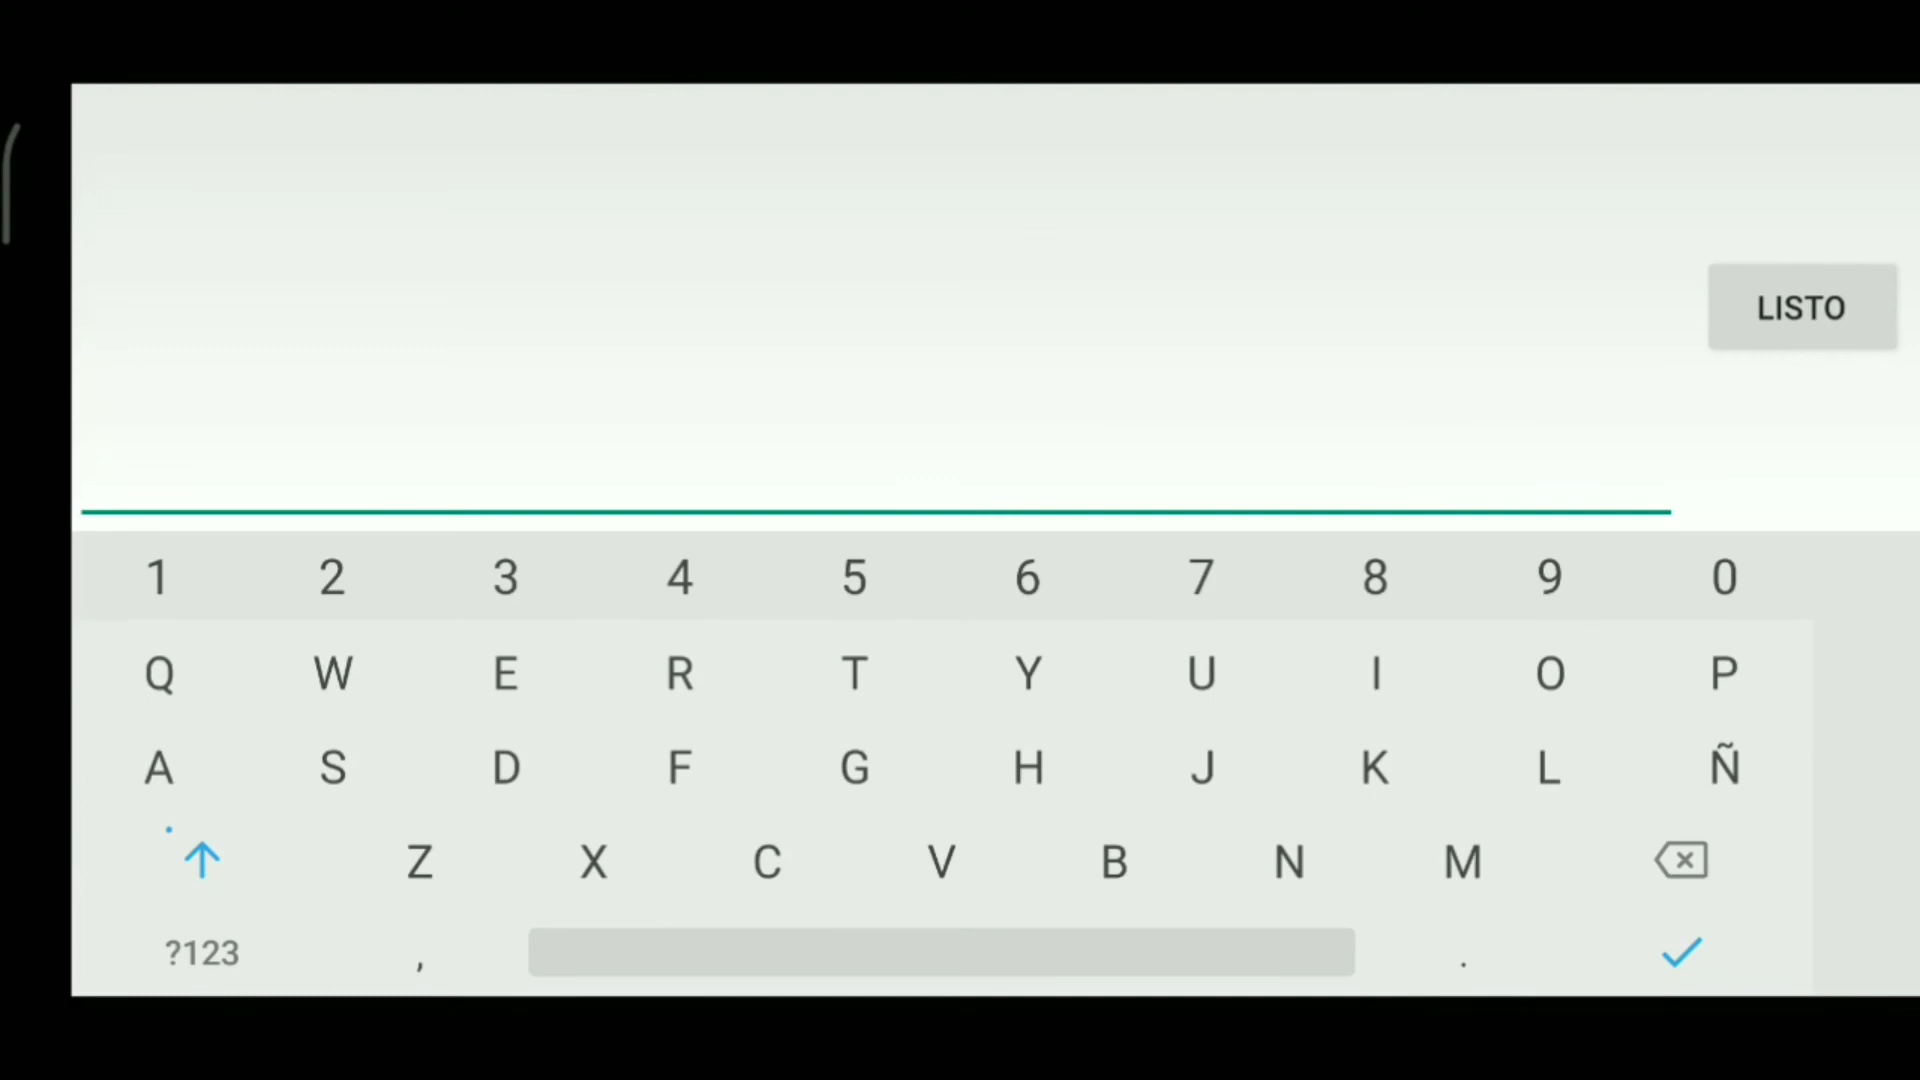 LISTO
1 2 3 4 5 6 7 8 9 0
Q W E R T Y U I O P
A S D F G H J K L Ñ
Z X C V B N M
?123 , .